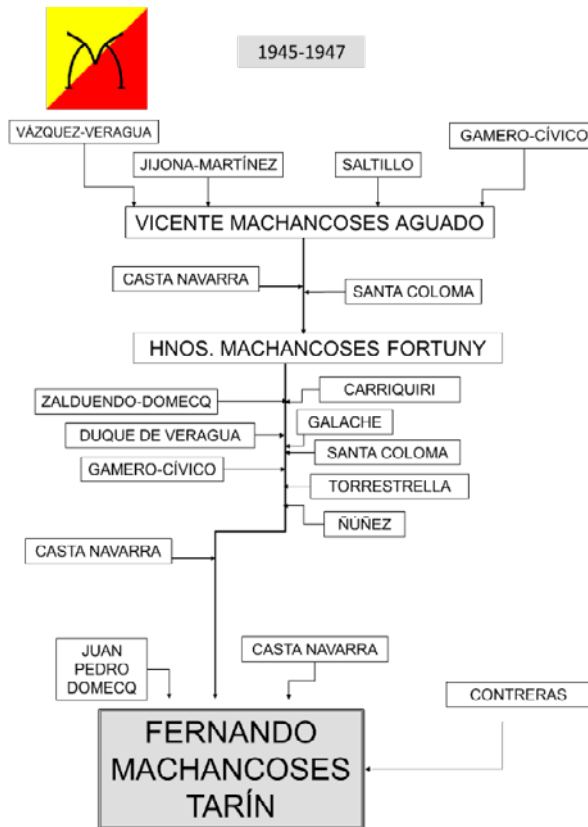 1945-1947
VÁZQUEZ-VERAGUA
GAMERO-CÍVICO
JIJONA-MARTÍNEZ
SALTILLO
VICENTE MACHANCOSES AGUADO
CASTA NAVARRA
SANTA COLOMA
HNOS. MACHANCOSES FORTUNY
CARRIQUIRI
ZALDUENDO-DOMECQ
GALACHE
DUQUE DE VERAGUA
SANTA COLOMA
GAMERO-CÍVICO
TORRESTRELLA
ÑÚÑEZ
CASTA NAVARRA
JUAN
PEDRO
DOMECQ
CASTA NAVARRA
CONTRERAS
FERNANDO
MACHANCOSES
TARÍN